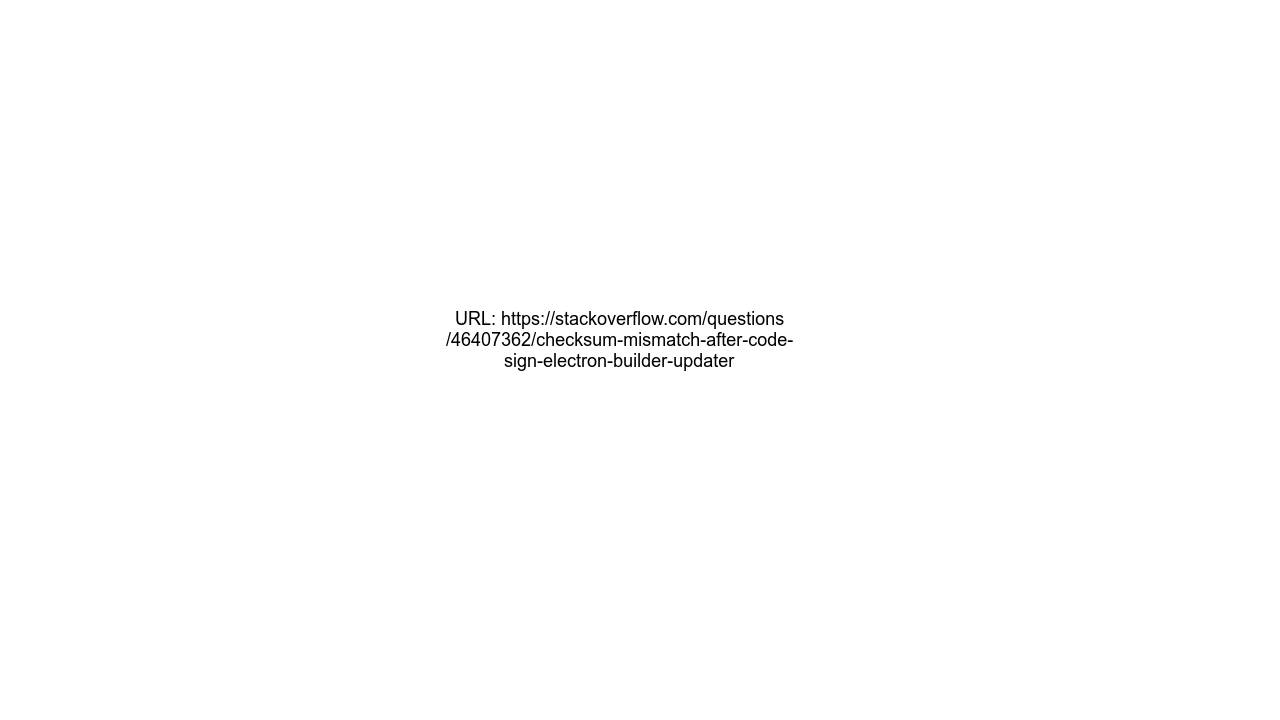 URL: https://stackoverflow.com/questions
/46407362/checksum-mismatch-after-code-
sign-electron-builder-updater